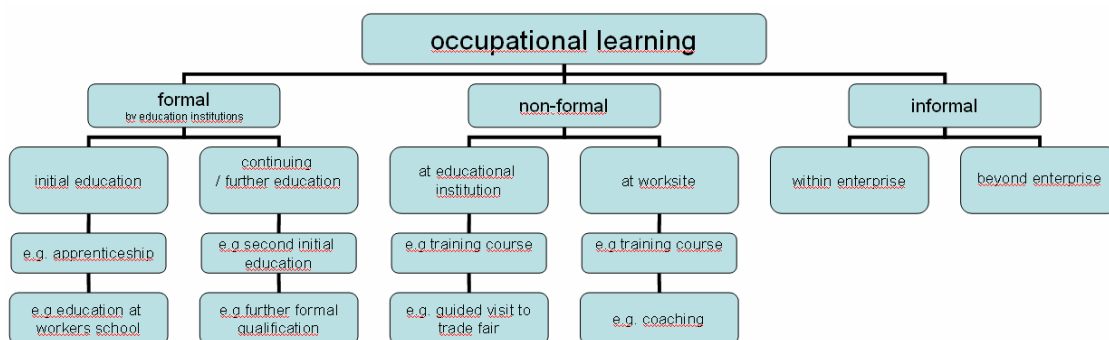 occupational learning
formal
by education institutions
non-formal
informal
initial education
continuing
/ further education
at educational
institution
at worksite
within enterprise
beyond enterprise
e.g. apprenticeship
e.g second initial
education
e.g training course
e.g training course
e.g education at
workers school
e.g further formal
qualification
e.g. guided visit to
trade fair
e.g. coaching